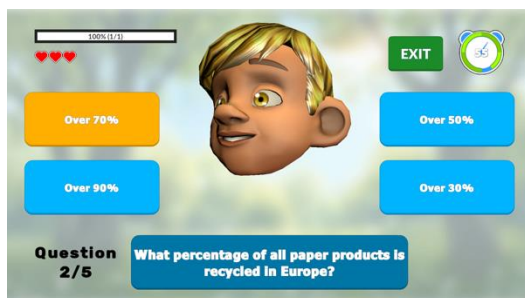 100% (1/1)
EXIT
55
Over 70%
Over 50%
Over 90%
Over 30%
Question
2/5
What percentage of all paper products is
recycled in Europe?